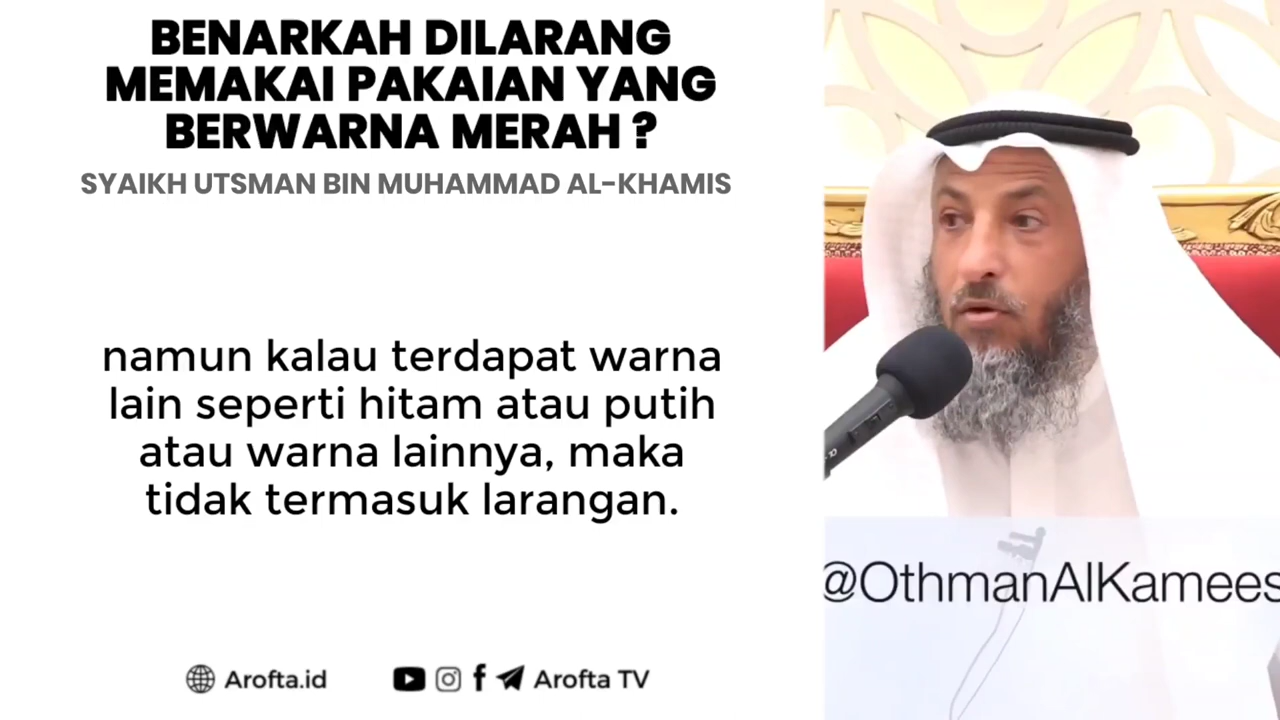 BENARKAH DILARANG
MEMAKAI PAKAIAN YANG
BERWARNA MERAH ?
SYAIKH UTSMAN BIN MUHAMMAD AL-KHAMIS
namun kalau terdapat warna
lain seperti hitam atau putih
atau warna lainnya, maka
tidak termasuk larangan.
@OthmanAlKamees
Arofta.id
Arofta TV